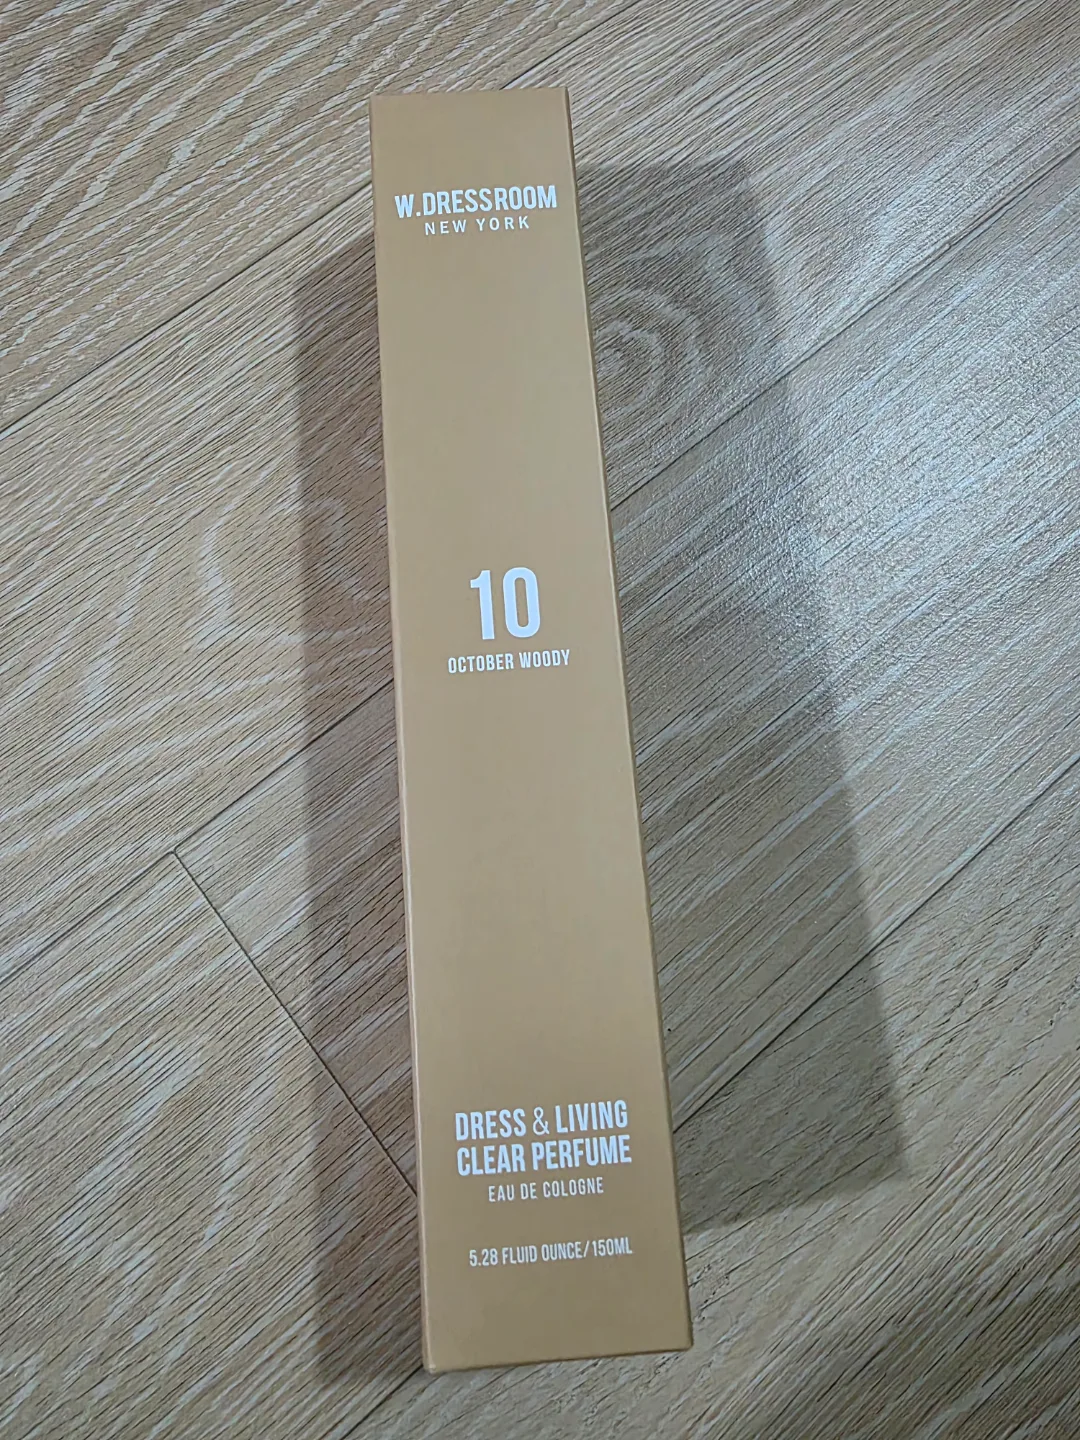 W.DRESSROOM
NEW YORK
10
OCTOBER WOODY
DRESS & LIVING
CLEAR PERFUME
EAU DE COLOGNE
5.28 FLUID OUNCE/150ML